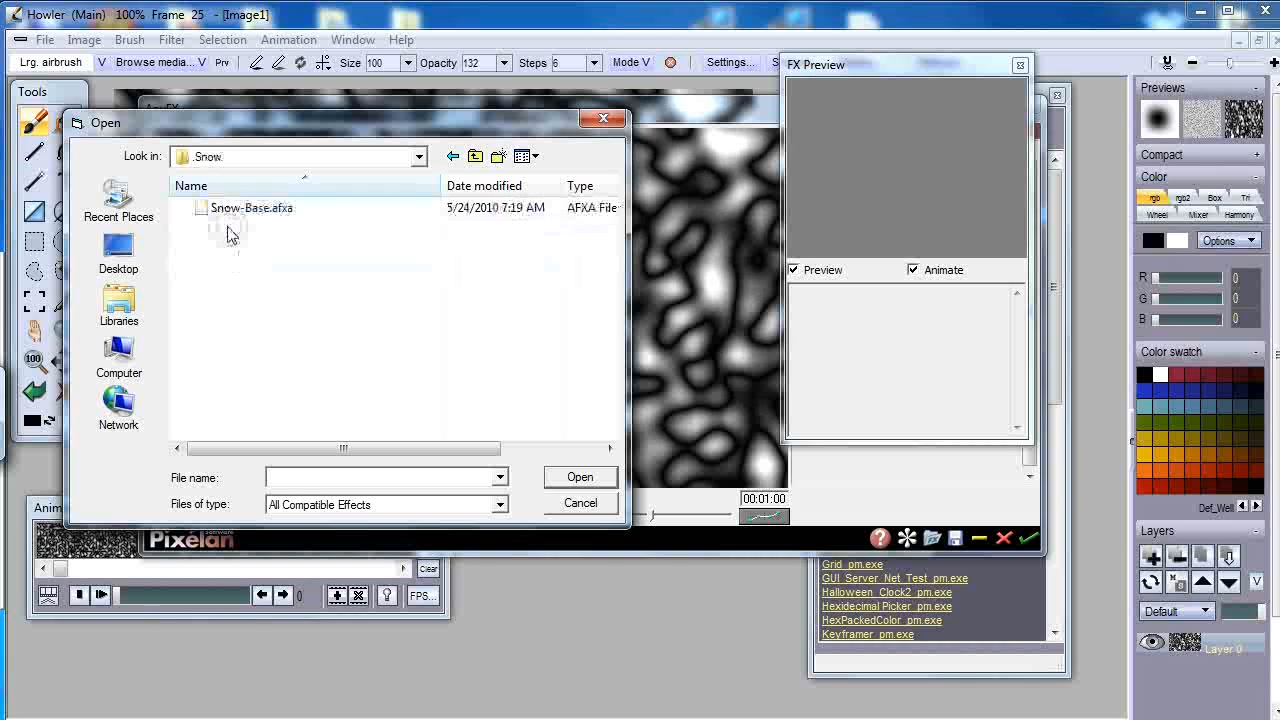 Howler (Main) 100% Frame 25 - [Image1]
File Image Brush Filter Selection Animation Window Help
Lrg. airbrush V Browse media... V Prv Size 100 Opacity 132 Steps 6 Mode V Settings...
Tools
Open
Look in: .Snow
Name Date modified Type
Snow-Base.afxa 5/24/2010 7:19 AM AFXA File
Recent Places
Desktop
Libraries
Computer
Network
File name: Open
Files of type: All Compatible Effects Cancel
FX Preview
Preview Animate
Previews
Compact +
Color -
rgb rgb2 Box Tri
Wheel Mixer Harmony
Options
R 0
G 0
B 0
Color swatch -
Def_Well
Layers -
V
Default
Layer 0
100
00:01:00
Pixelan software
Anim
Clear
0 FPS...
Grid_pm.exe
GUI_Server_Net_Test_pm.exe
Halloween_Clock2_pm.exe
Hexidecimal Picker_pm.exe
HexPackedColor_pm.exe
Keyframer_pm.exe